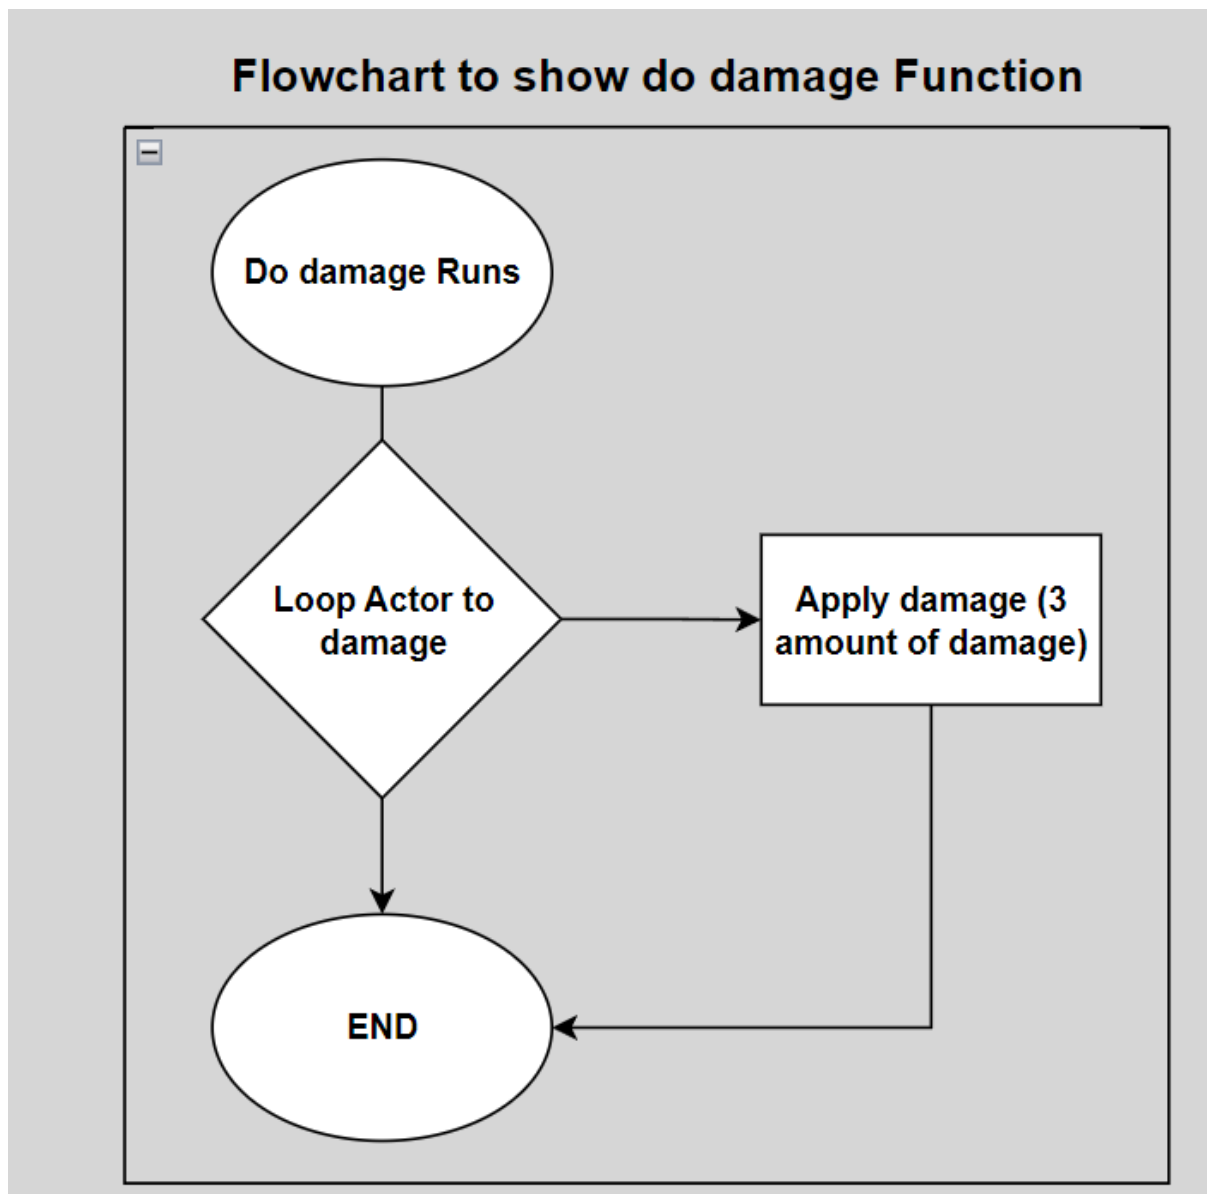 Flowchart to show do damage Function
Do damage Runs
Loop Actor to
damage
Apply damage (3
amount of damage)
END